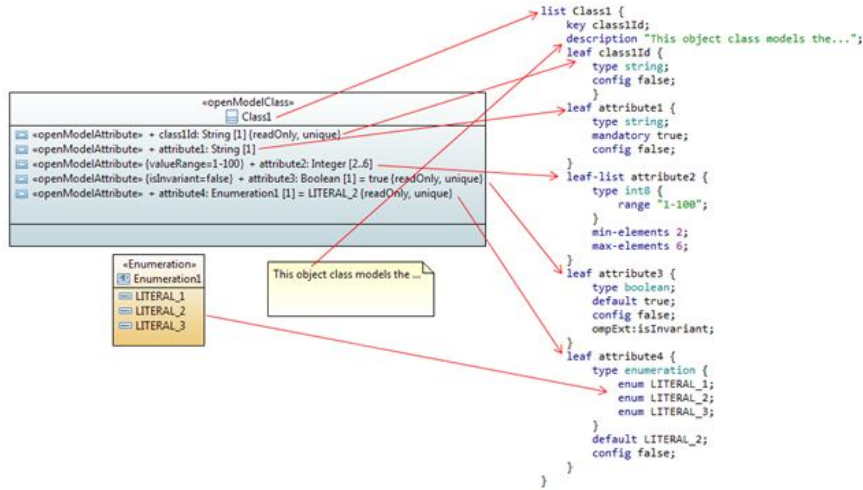 «openModelClass»
Class1
«openModelAttribute» + class1Id: String [1] {readOnly, unique}
«openModelAttribute» + attribute1: String [1]
«openModelAttribute» {valueRange=1-100} + attribute2: Integer [2..6]
«openModelAttribute» {isInvariant=false} + attribute3: Boolean [1] = true {readOnly, unique}
«openModelAttribute» + attribute4: Enumeration1 [1] = LITERAL_2 {readOnly, unique}
«Enumeration»
Enumeration1
LITERAL_1
LITERAL_2
LITERAL_3
This object class models the ...
list Class1 {
key class1Id;
description "This object class models the...";
leaf class1Id {
type string;
config false;
}
leaf attribute1 {
type string;
mandatory true;
config false;
}
leaf-list attribute2 {
type int8 {
range "1-100";
}
min-elements 2;
max-elements 6;
}
leaf attribute3 {
type boolean;
default true;
config false;
ompExt:isInvariant;
}
leaf attribute4 {
type enumeration {
enum LITERAL_1;
enum LITERAL_2;
enum LITERAL_3;
}
default LITERAL_2;
config false;
}
}